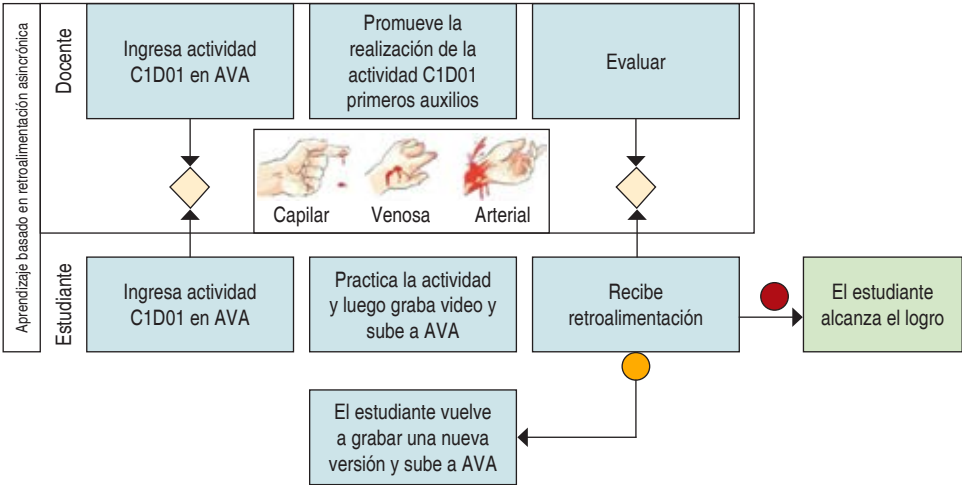 Aprendizaje basado en retroalimentación asincrónica
Docente
Ingresa actividad
C1D01 en AVA
Promueve la
realización de la
actividad C1D01
primeros auxilios
Evaluar
Capilar
Venosa
Arterial
Estudiante
Ingresa actividad
C1D01 en AVA
Practica la actividad
y luego graba video y
sube a AVA
Recibe
retroalimentación
El estudiante
alcanza el logro
El estudiante vuelve
a grabar una nueva
versión y sube a AVA